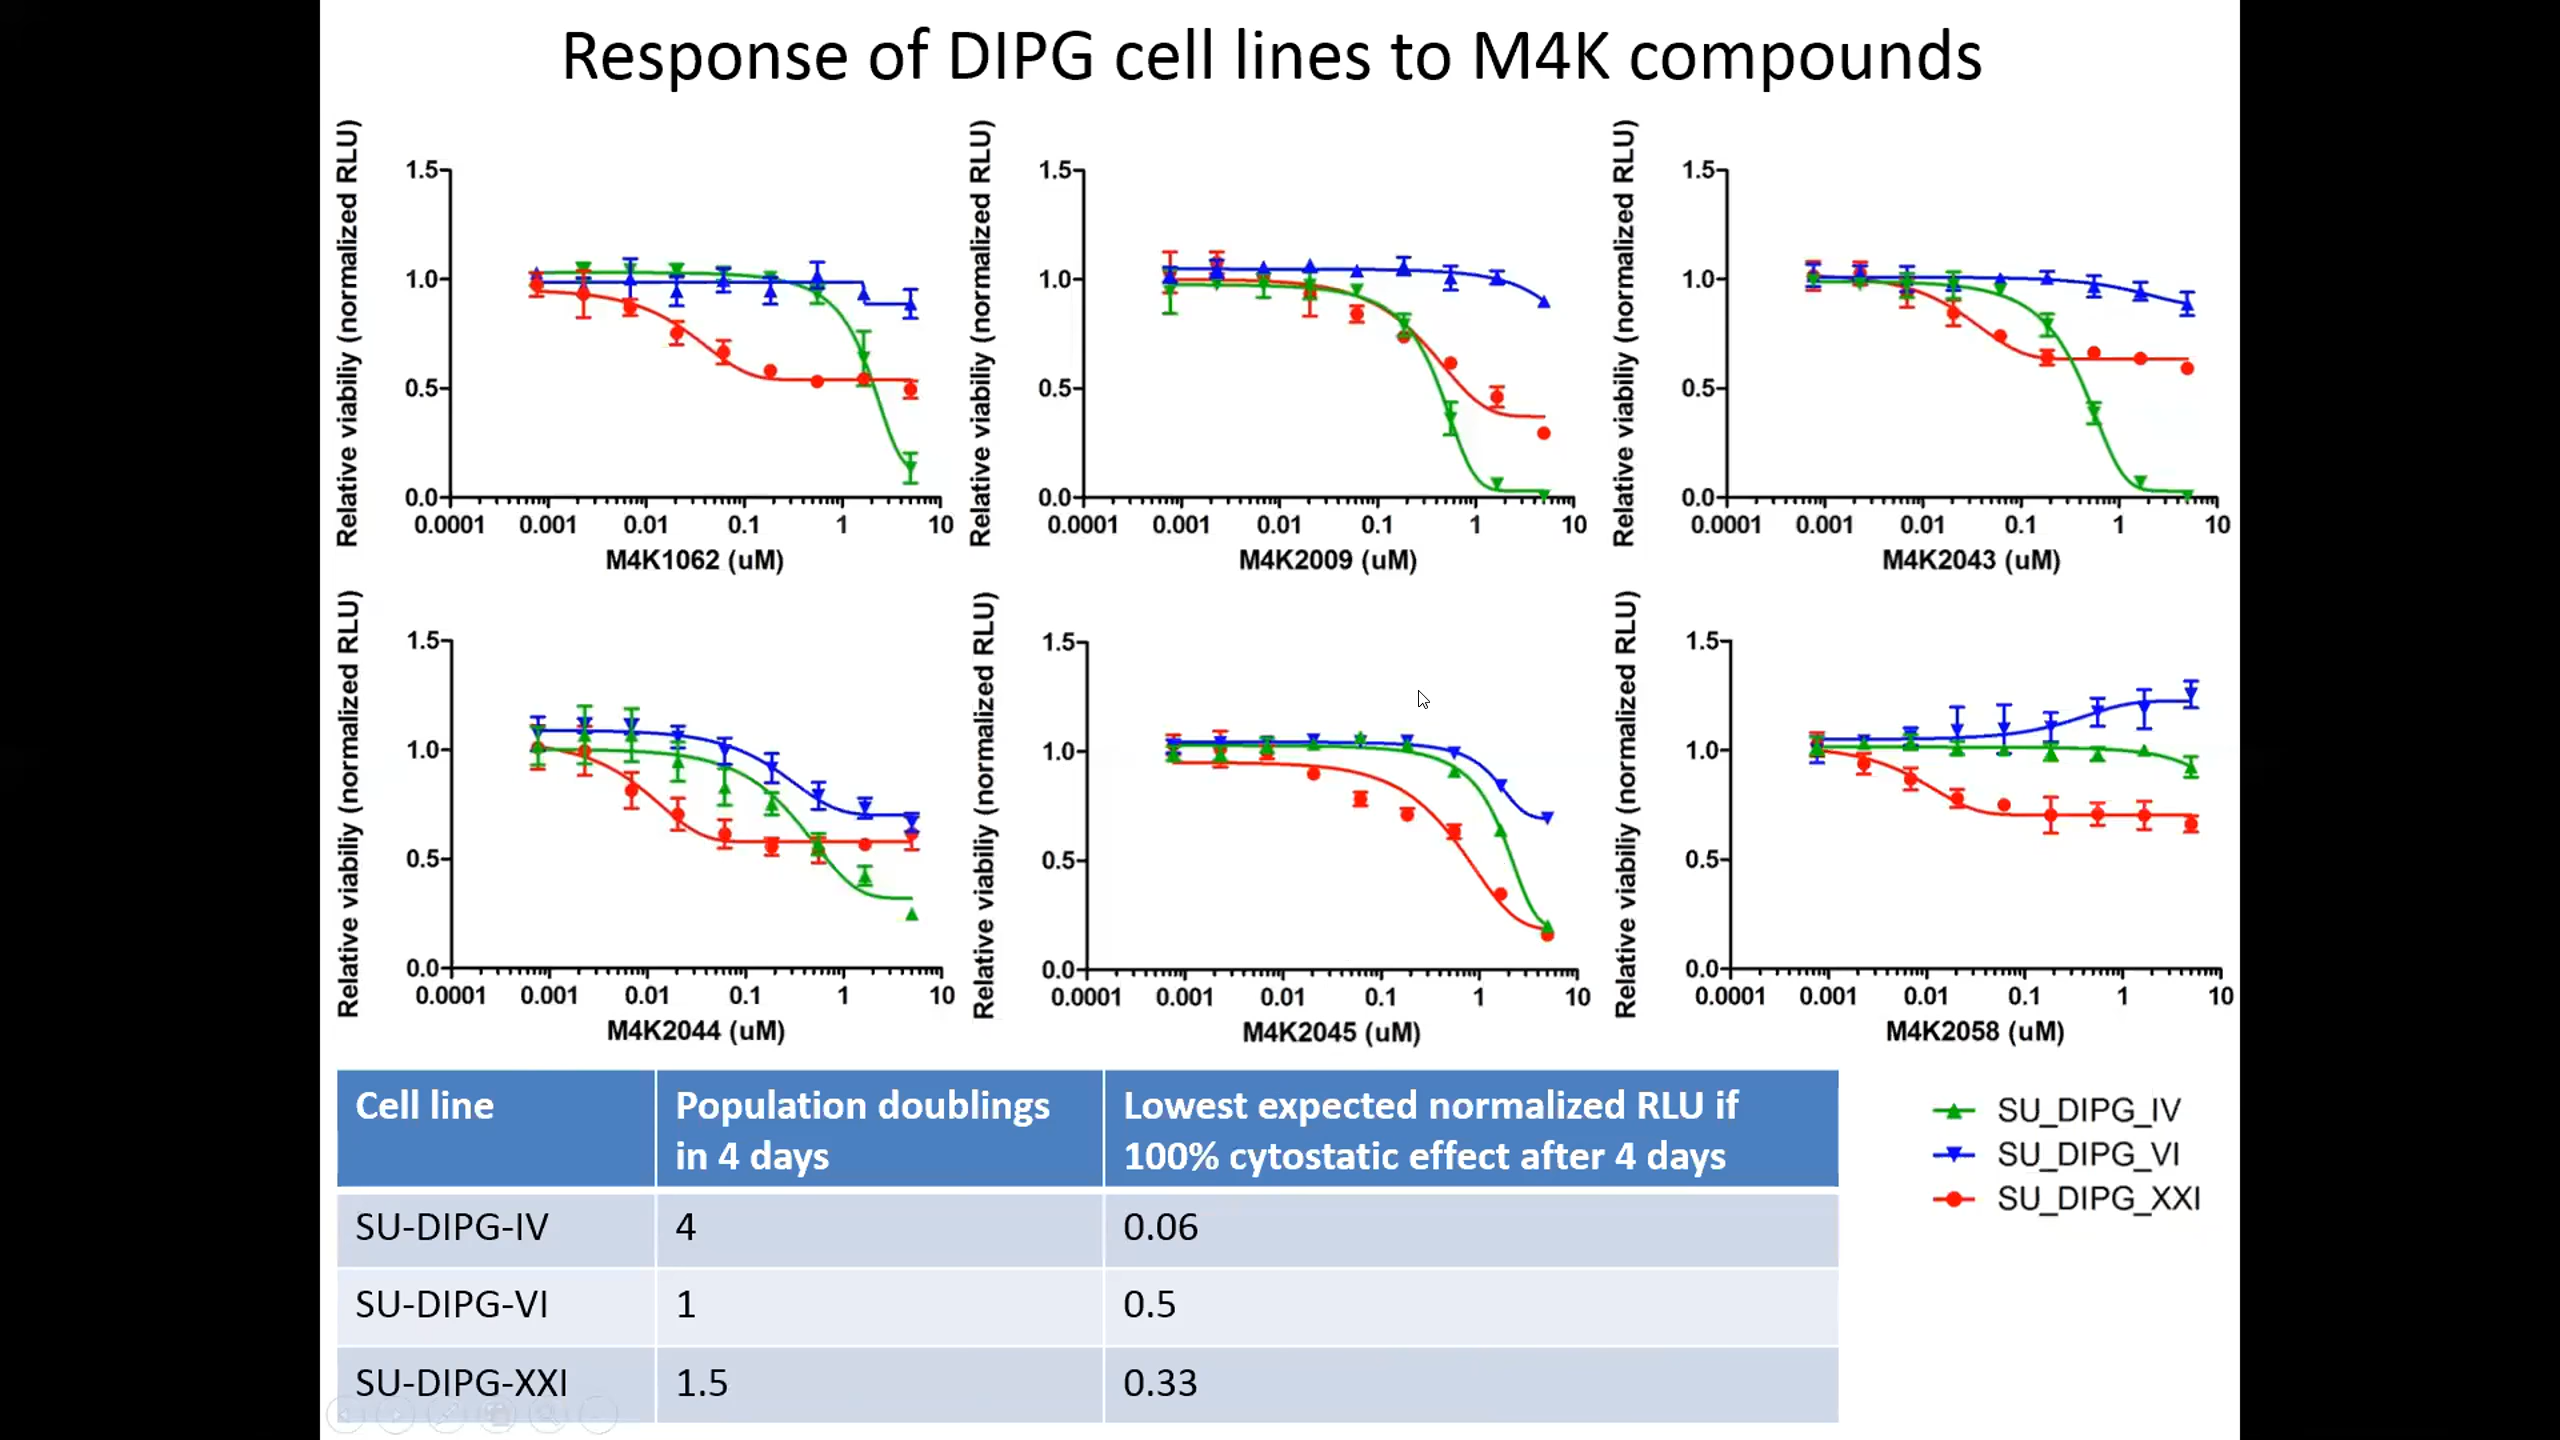 Response of DIPG cell lines to M4K compounds
Relative viabiliy (normalized RLU)
1.5
1.0
0.5
0.0
0.0001 0.001 0.01 0.1 1 10
M4K1062 (uM)
Relative viabiliy (normalized RLU)
1.5
1.0
0.5
0.0
0.0001 0.001 0.01 0.1 1 10
M4K2009 (uM)
Relative viabiliy (normalized RLU)
1.5
1.0
0.5
0.0
0.0001 0.001 0.01 0.1 1 10
M4K2043 (uM)
Relative viabiliy (normalized RLU)
1.5
1.0
0.5
0.0
0.0001 0.001 0.01 0.1 1 10
M4K2044 (uM)
Relative viabiliy (normalized RLU)
1.5
1.0
0.5
0.0
0.0001 0.001 0.01 0.1 1 10
M4K2045 (uM)
Relative viabiliy (normalized RLU)
1.5
1.0
0.5
0.0
0.0001 0.001 0.01 0.1 1 10
M4K2058 (uM)
Cell line Population doublings Lowest expected normalized RLU if
in 4 days 100% cytostatic effect after 4 days
SU-DIPG-IV 4 0.06
SU-DIPG-VI 1 0.5
SU-DIPG-XXI 1.5 0.33
SU_DIPG_IV
SU_DIPG_VI
SU_DIPG_XXI